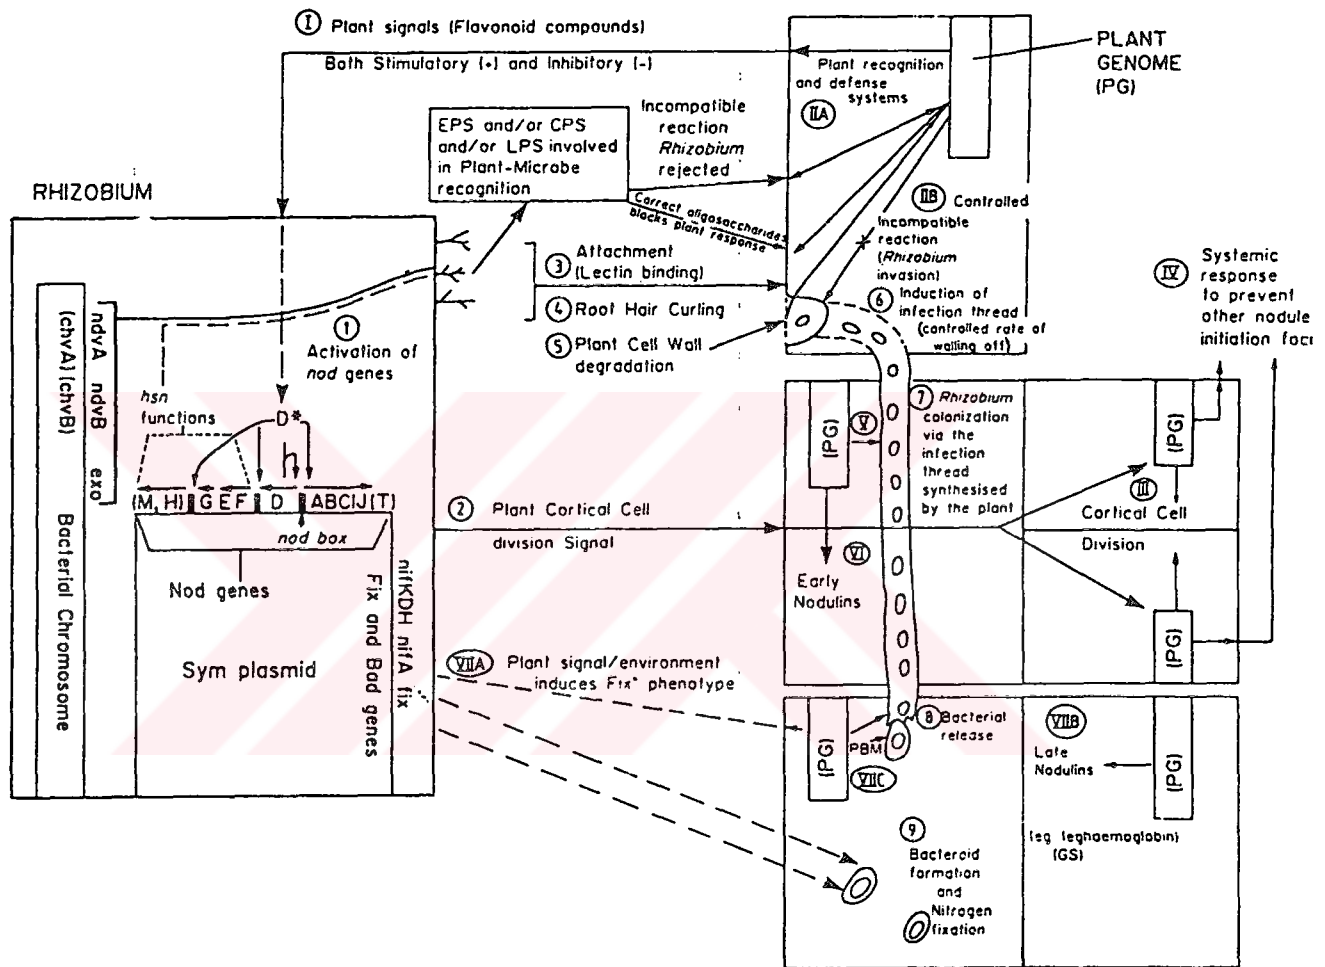 Ⓘ Plant signals (Flavonoid compounds)
Both Stimulatory (+) and Inhibitory (-)
PLANT
GENOME
(PG)
Plant recognition
and defense
systems
ⅡA
EPS and/or CPS
and/or LPS involved
in Plant-Microbe
recognition
Incompatible
reaction
Rhizobium
rejected
Correct oligosaccharides
blocks plant response
ⅡB Controlled
Incompatible
reaction
(Rhizobium
invasion)
RHIZOBIUM
③ Attachment
(Lectin binding)
④ Root Hair Curling
⑤ Plant Cell Wall
degradation
⑥ Induction of
infection thread
(controlled rate of
walling off)
Ⅳ Systemic
response
to prevent
other nodule
initiation foci
①
Activation of
nod genes
hsn
functions
D*
h
(M, H) G E F D ABCIJ(T)
nod box
Nod genes
Sym plasmid
ndvA ndvB exo
(chvA) (chvB)
Bacterial Chromosome
nifKDH nifA fix
Fix and Bad genes
② Plant Cortical Cell
division Signal
(PG)
Ⅴ
⑦ Rhizobium
colonization
via the
infection
thread
synthesised
by the plant
Ⅵ
Early
Nodulins
(PG)
Ⅲ
Cortical Cell
Division
(PG)
ⅦA Plant signal/environment
induces Fix⁺ phenotype
(PG)
PBM
ⅦC
⑧ Bacterial
release
ⅦB
Late
Nodulins
(PG)
(eg leghaemoglobin)
(GS)
⑨
Bacteroid
formation
and
Nitrogen
fixation